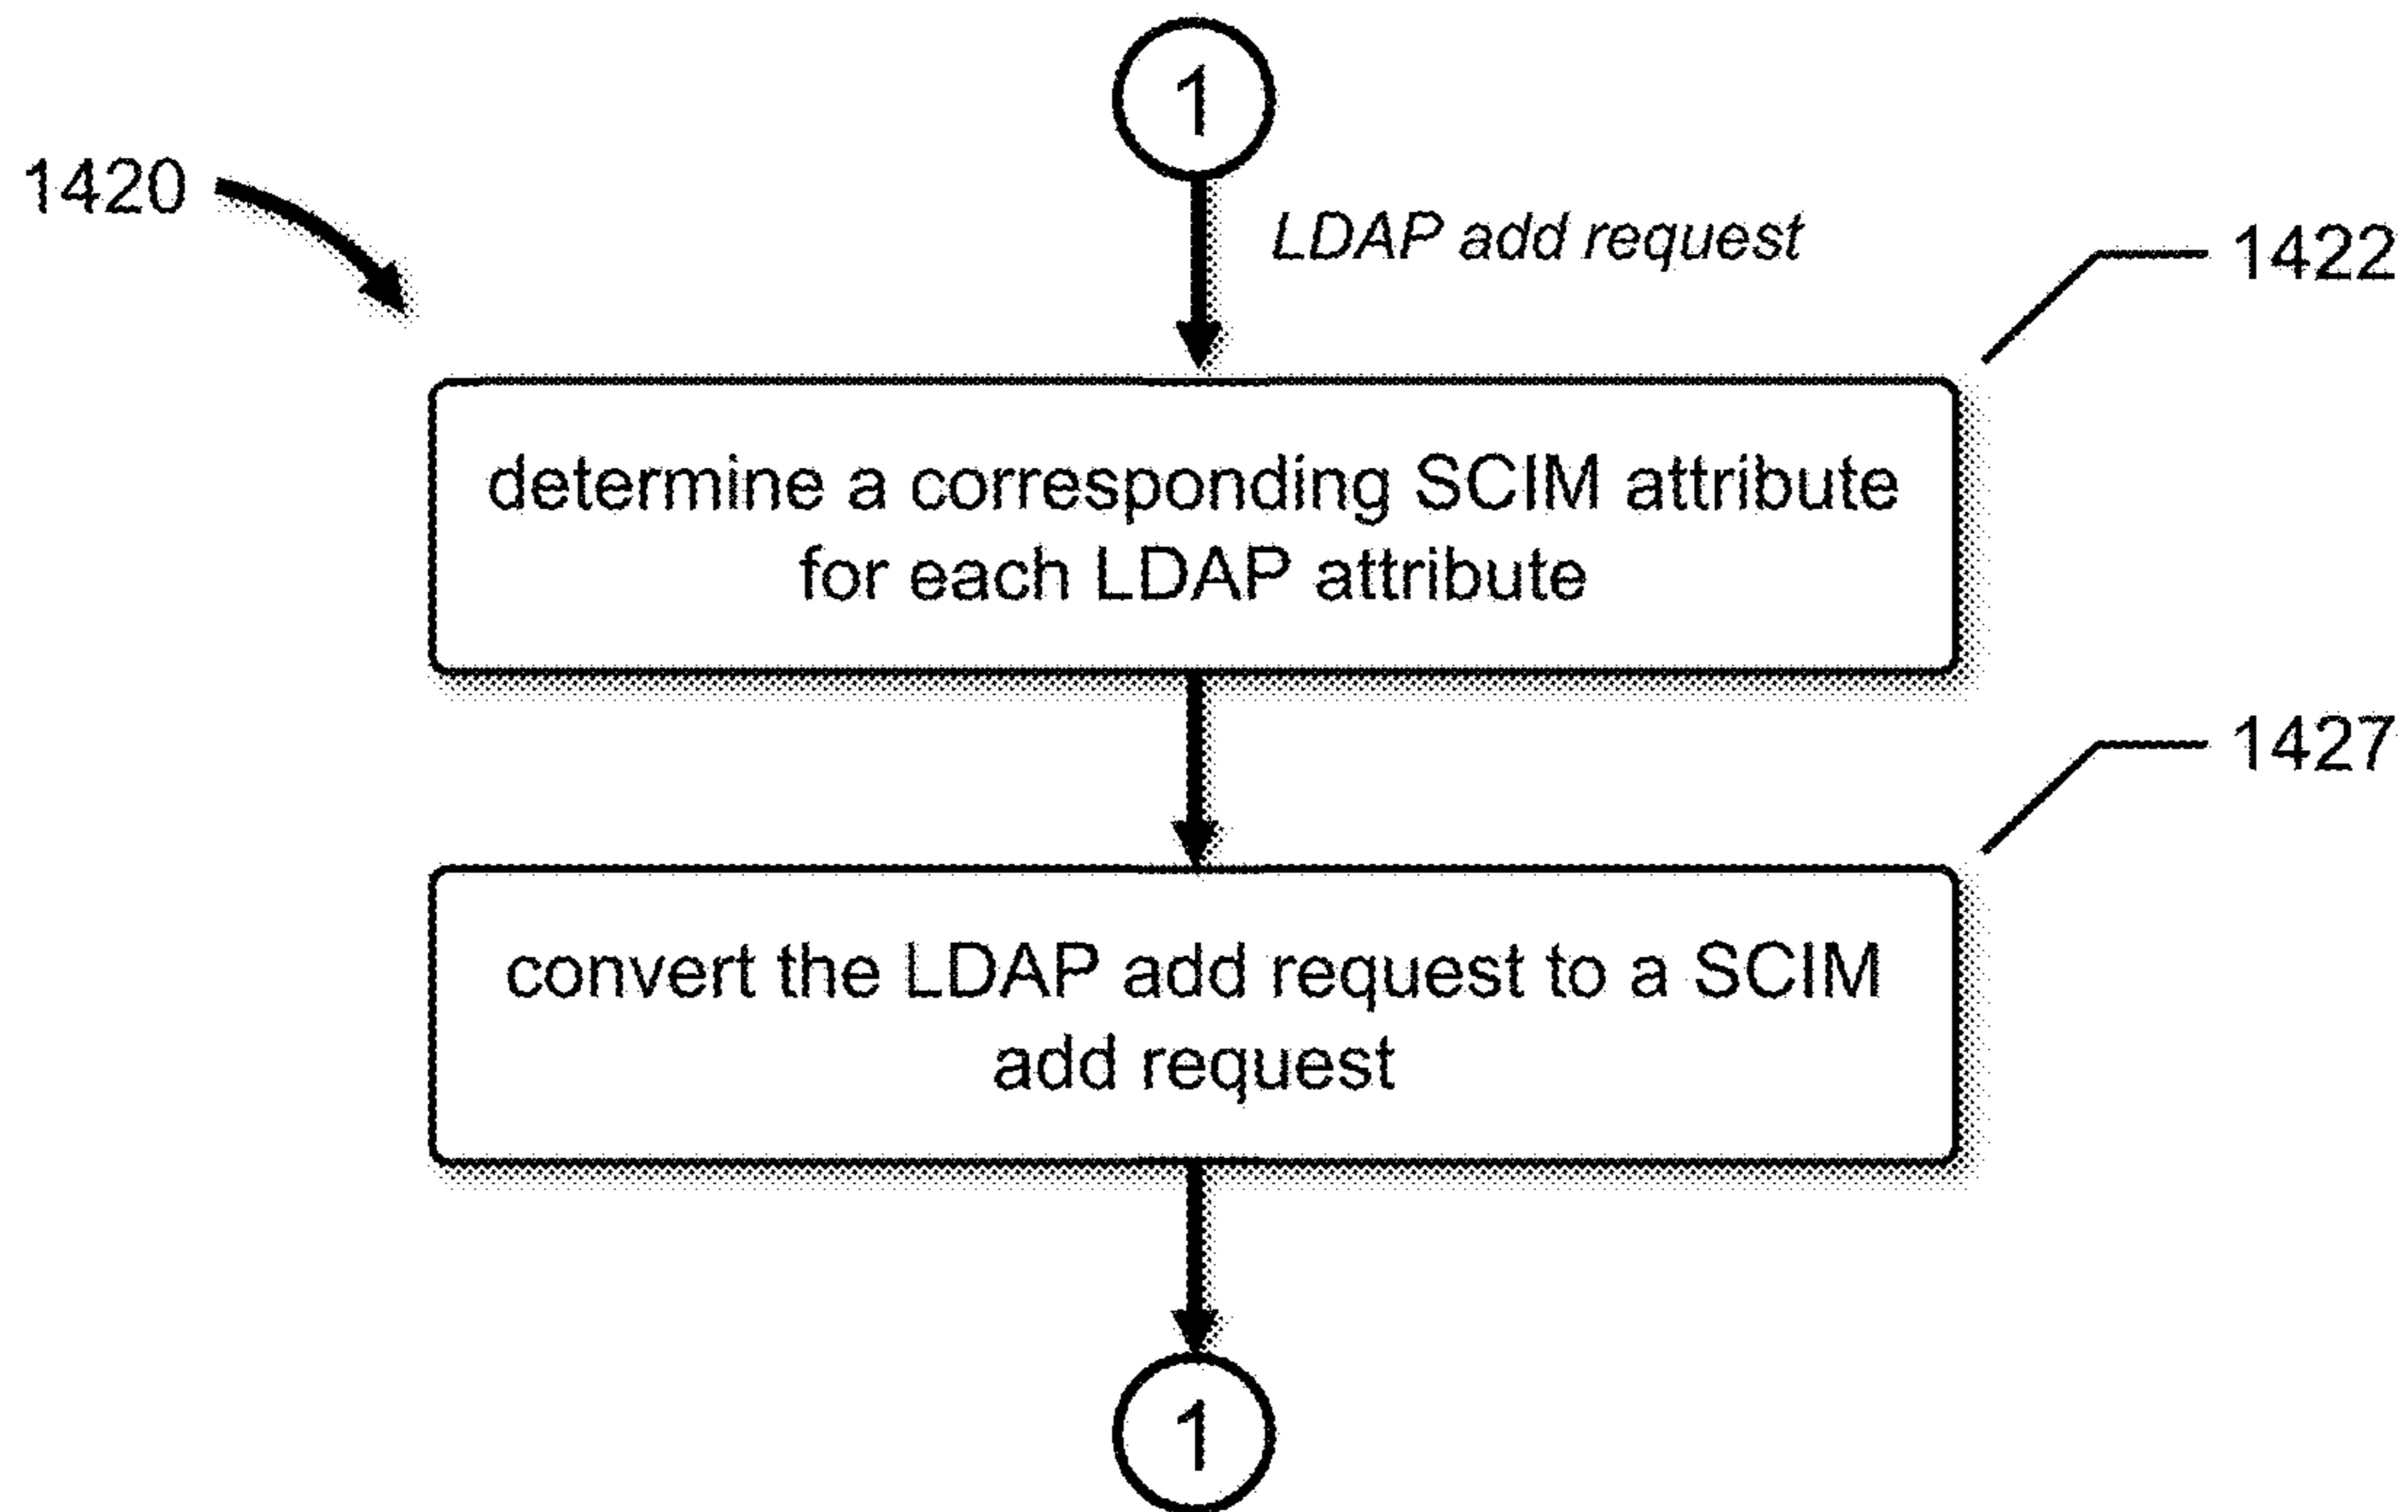 1
1420
LDAP add request
1422
determine a corresponding SCIM attribute
for each LDAP attribute
1427
convert the LDAP add request to a SCIM
add request
1